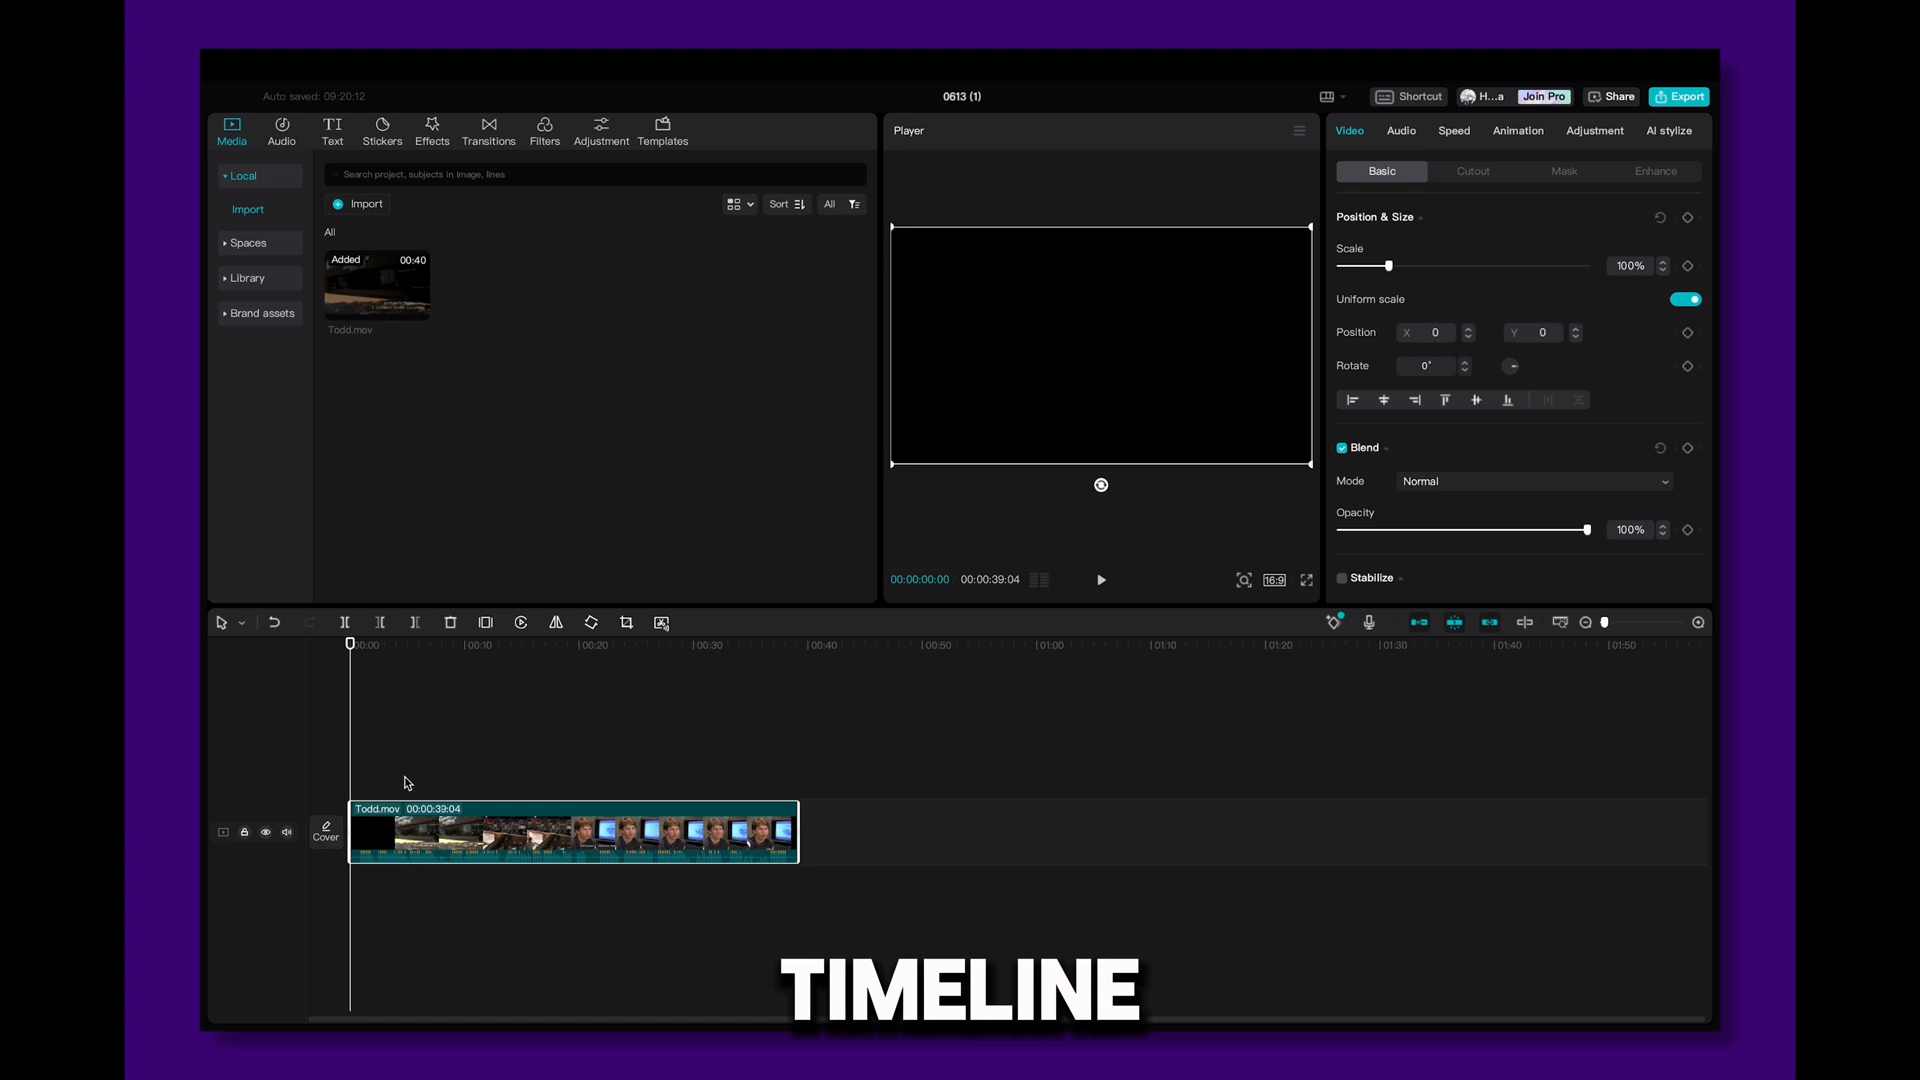 Auto saved: 09:20:12
0613 (1)
Shortcut
H...a
Join Pro
Share
Export
Media
Audio
Text
Stickers
Effects
Transitions
Filters
Adjustment
Templates
Local
Import
Spaces
Library
Brand assets
Search project, subjects in image, lines
Import
Sort
All
All
Added 00:40
Todd.mov
Player
00:00:00:00 00:00:39:04
16:9
Video
Audio
Speed
Animation
Adjustment
AI stylize
Basic
Cutout
Mask
Enhance
Position & Size
Scale
100%
Uniform scale
Position X 0 Y 0
Rotate 0°
Blend
Mode Normal
Opacity
100%
Stabilize
00:00 00:10 00:20 00:30 00:40 00:50 01:00 01:10 01:20 01:30 01:40 01:50
Todd.mov 00:00:39:04
Cover
TIMELINE